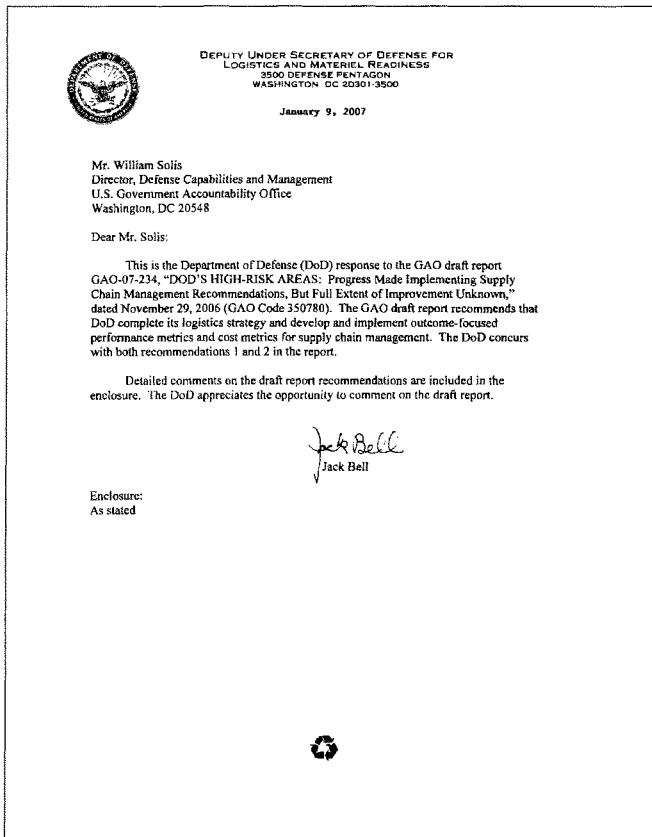 DEPUTY UNDER SECRETARY OF DEFENSE FOR
LOGISTICS AND MATERIEL READINESS
3500 DEFENSE PENTAGON
WASHINGTON DC 20301-3500
January 9, 2007
Mr. William Solis
Director, Defense Capabilities and Management
U.S. Government Accountability Office
Washington, DC 20548
Dear Mr. Solis:
This is the Department of Defense (DoD) response to the GAO draft report
GAO-07-234, “DOD’S HIGH-RISK AREAS: Progress Made Implementing Supply
Chain Management Recommendations, But Full Extent of Improvement Unknown,”
dated November 29, 2006 (GAO Code 350780). The GAO draft report recommends that
DoD complete its logistics strategy and develop and implement outcome-focused
performance metrics and cost metrics for supply chain management. The DoD concurs
with both recommendations 1 and 2 in the report.
Detailed comments on the draft report recommendations are included in the
enclosure. The DoD appreciates the opportunity to comment on the draft report.
Jack Bell
Jack Bell
Enclosure:
As stated